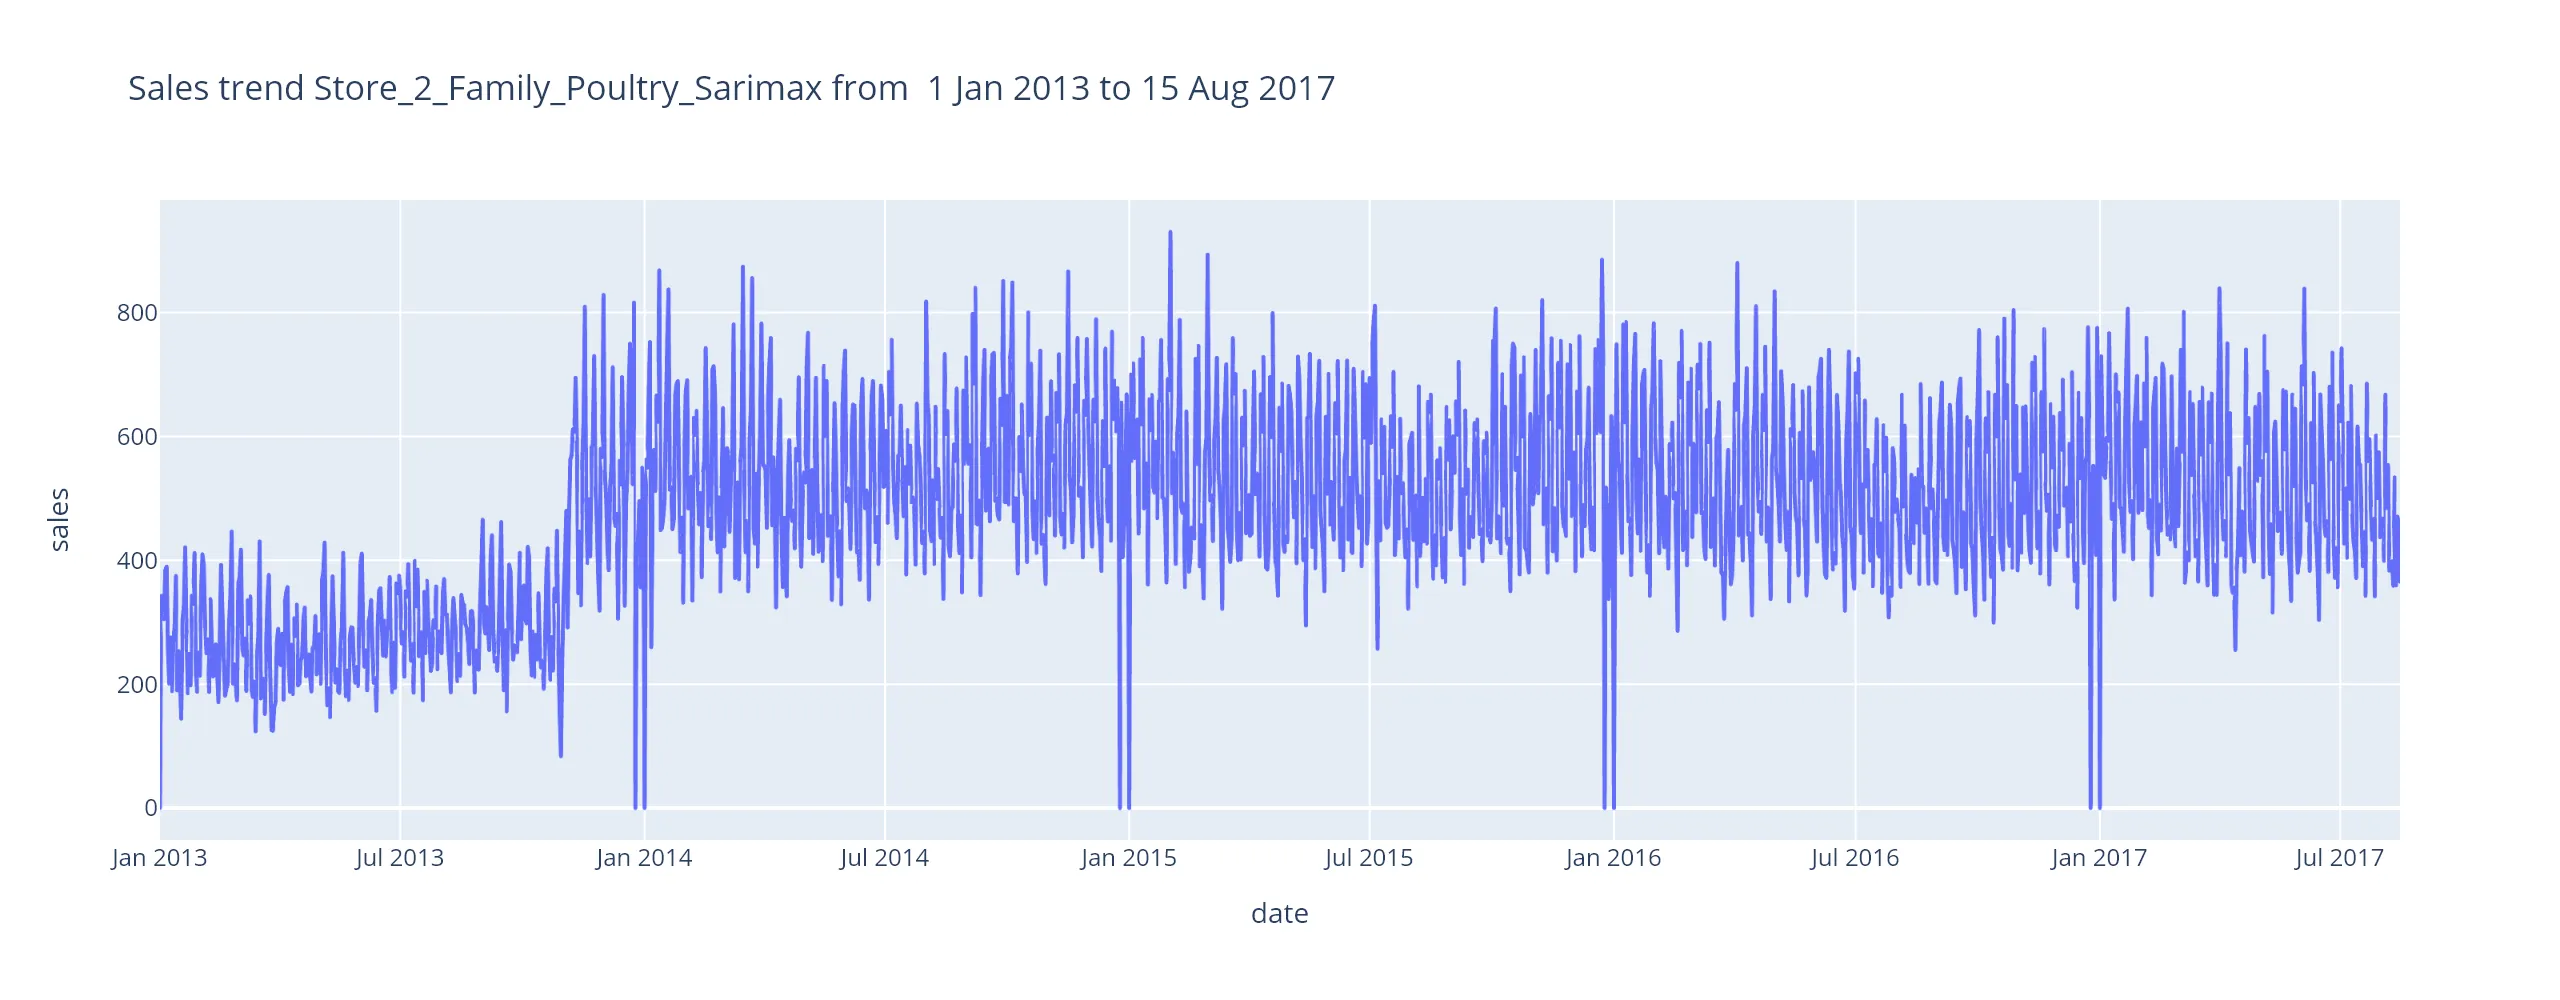 Sales trend Store_2_Family_Poultry_Sarimax from  1 Jan 2013 to 15 Aug 2017
800
600
400
200
0
sales
Jan 2013
Jul 2013
Jan 2014
Jul 2014
Jan 2015
Jul 2015
Jan 2016
Jul 2016
Jan 2017
Jul 2017
date